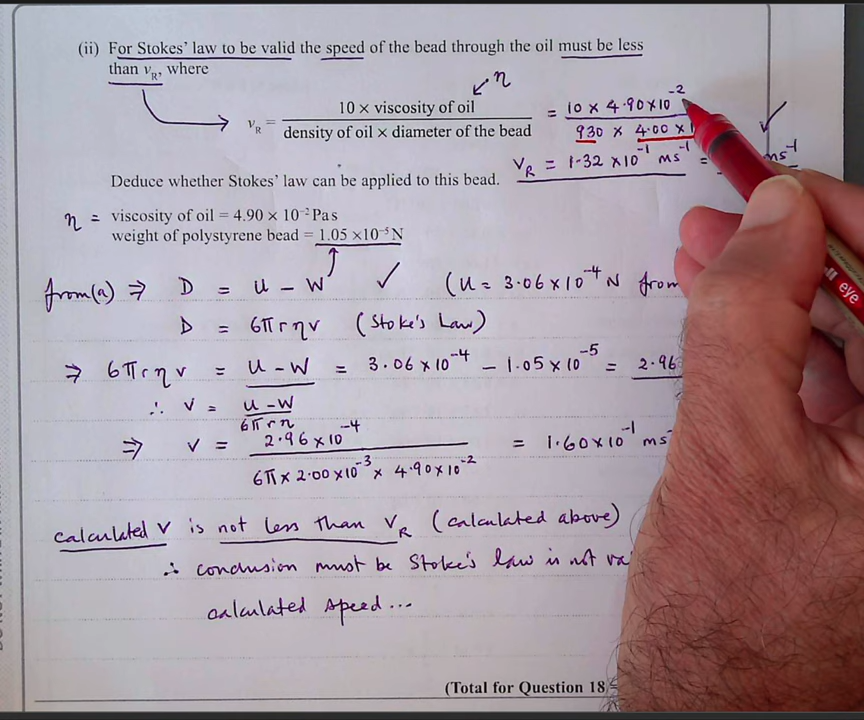 (ii) For Stokes' law to be valid the speed of the bead through the oil must be less
than vR, where
η
vR = 10 × viscosity of oil / density of oil × diameter of the bead = 10 × 4.90×10⁻² / 930 × 4.00 ×
VR = 1.32 × 10⁻¹ ms⁻¹ = ms⁻¹
Deduce whether Stokes' law can be applied to this bead.
η = viscosity of oil = 4.90 × 10⁻² Pa s
weight of polystyrene bead = 1.05 ×10⁻⁵ N
from (a) ⇒ D = U − W ✓ (U = 3.06×10⁻⁴ N from
D = 6πrηv (Stoke's Law)
⇒ 6πrηv = U − W = 3.06 × 10⁻⁴ − 1.05 × 10⁻⁵ = 2.96
∴ v = U − W / 6πrη
⇒ v = 2.96 × 10⁻⁴ / 6π × 2.00 × 10⁻³ × 4.90×10⁻² = 1.60×10⁻¹ ms
calculated v is not less than VR (calculated above)
∴ conclusion must be Stoke's law is not va
calculated speed...
(Total for Question 18
eye